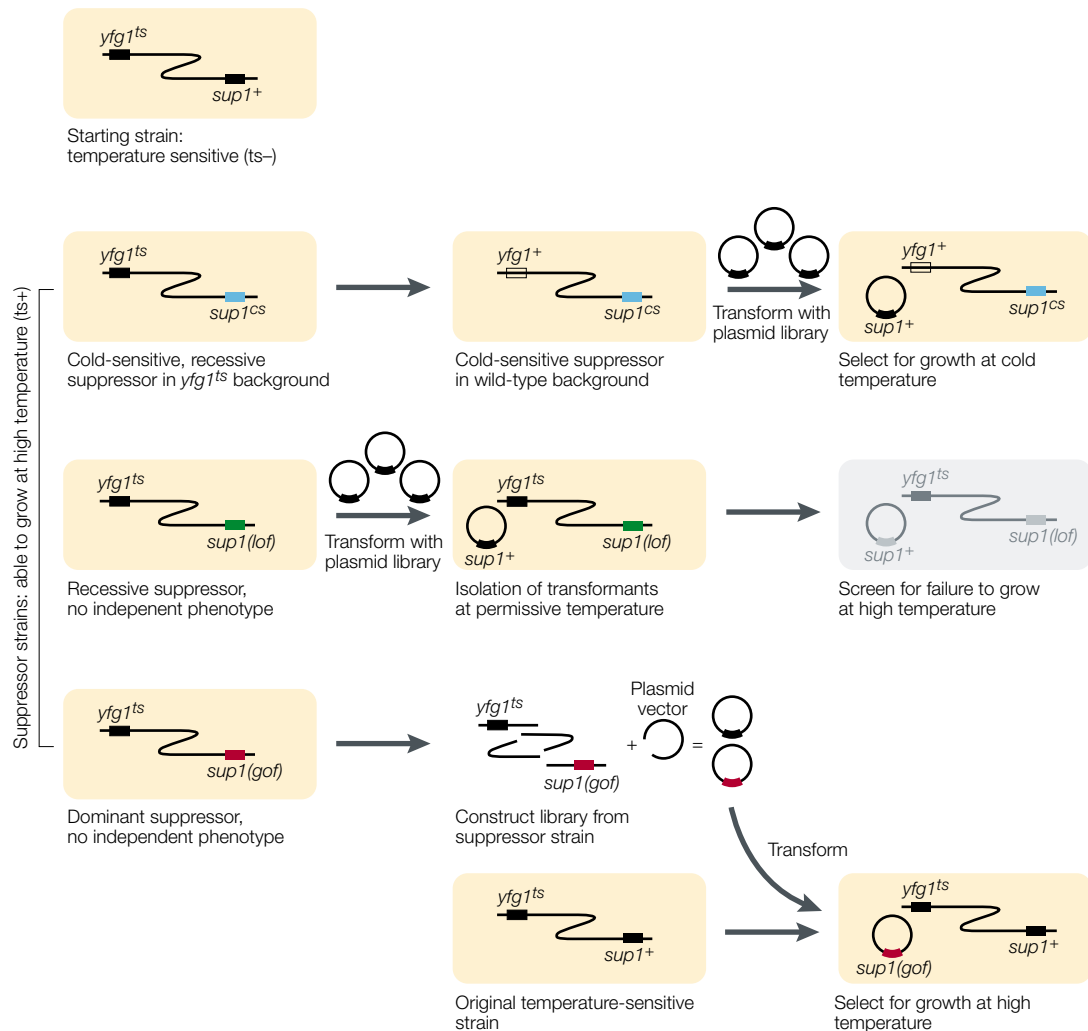 yfg1ts
sup1+
Starting strain:
temperature sensitive (ts–)
Suppressor strains: able to grow at high temperature (ts+)
yfg1ts
sup1cs
Cold-sensitive, recessive
suppressor in yfg1ts background
yfg1+
sup1cs
Cold-sensitive suppressor
in wild-type background
Transform with
plasmid library
yfg1+
sup1+
sup1cs
Select for growth at cold
temperature
yfg1ts
sup1(lof)
Recessive suppressor,
no indepenent phenotype
Transform with
plasmid library
yfg1ts
sup1+
sup1(lof)
Isolation of transformants
at permissive temperature
yfg1ts
sup1+
sup1(lof)
Screen for failure to grow
at high temperature
yfg1ts
sup1(gof)
Dominant suppressor,
no independent phenotype
yfg1ts
sup1(gof)
Plasmid
vector
+ =
Construct library from
suppressor strain
Transform
yfg1ts
sup1+
Original temperature-sensitive
strain
yfg1ts
sup1(gof)
sup1+
Select for growth at high
temperature